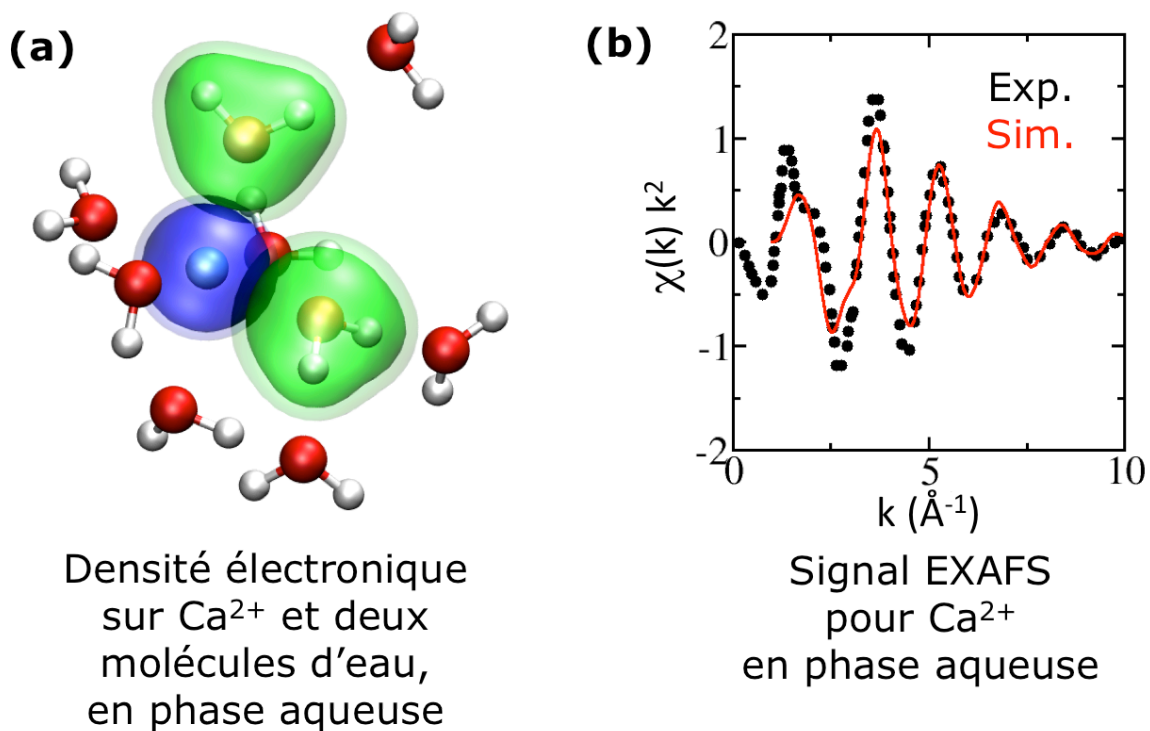 (a)
Densité électronique
sur Ca²⁺ et deux
molécules d'eau,
en phase aqueuse
(b)
2
1
0
-1
-2
χ(k) k²
Exp.
Sim.
0
5
10
k (Å⁻¹)
Signal EXAFS
pour Ca²⁺
en phase aqueuse